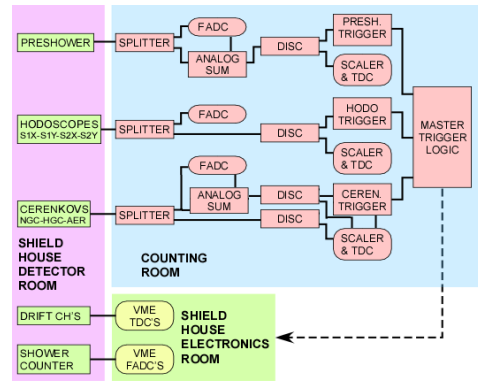 PRESHOWER
SPLITTER
FADC
ANALOG
SUM
DISC
PRESH.
TRIGGER
SCALER
& TDC
HODOSCOPES
S1X-S1Y-S2X-S2Y
SPLITTER
FADC
DISC
HODO
TRIGGER
SCALER
& TDC
MASTER
TRIGGER
LOGIC
CERENKOVS
NGC-HGC-AER
SPLITTER
FADC
ANALOG
SUM
DISC
DISC
CEREN.
TRIGGER
SCALER
& TDC
SHIELD
HOUSE
DETECTOR
ROOM
COUNTING
ROOM
DRIFT CH'S
VME
TDC'S
SHOWER
COUNTER
VME
FADC'S
SHIELD
HOUSE
ELECTRONICS
ROOM